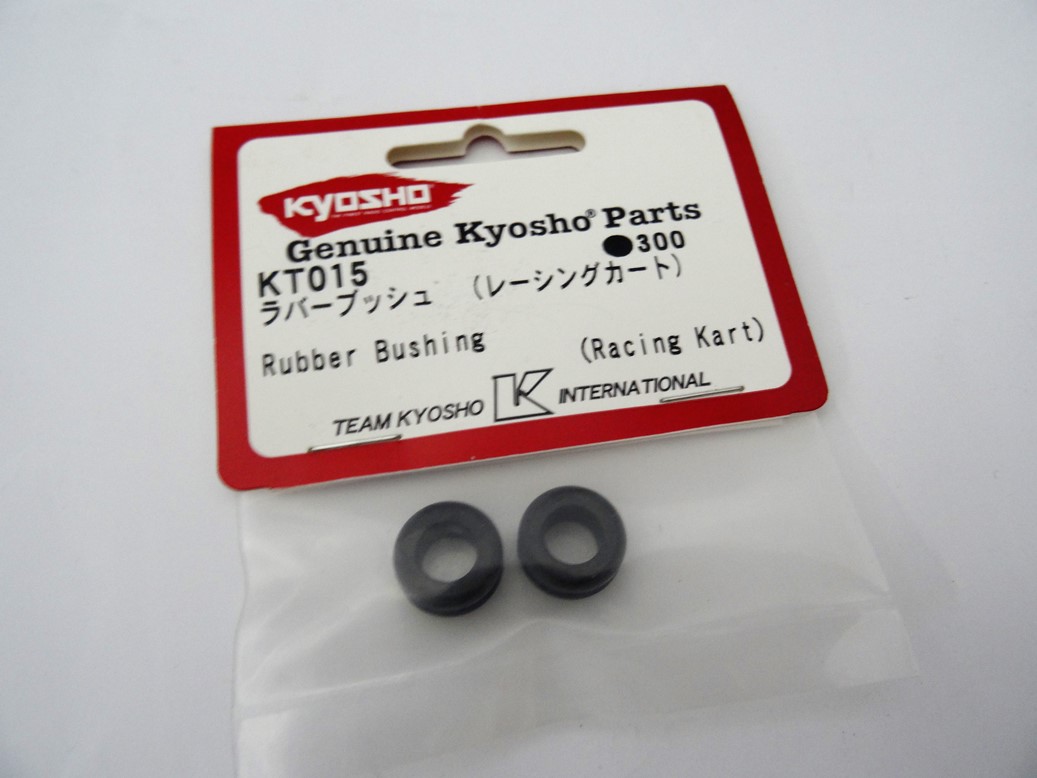 KYOSHO
Genuine Kyosho® Parts
KT015 ●300
ラバーブッシュ （レーシングカート）
Rubber Bushing (Racing Kart)
TEAM KYOSHO K INTERNATIONAL